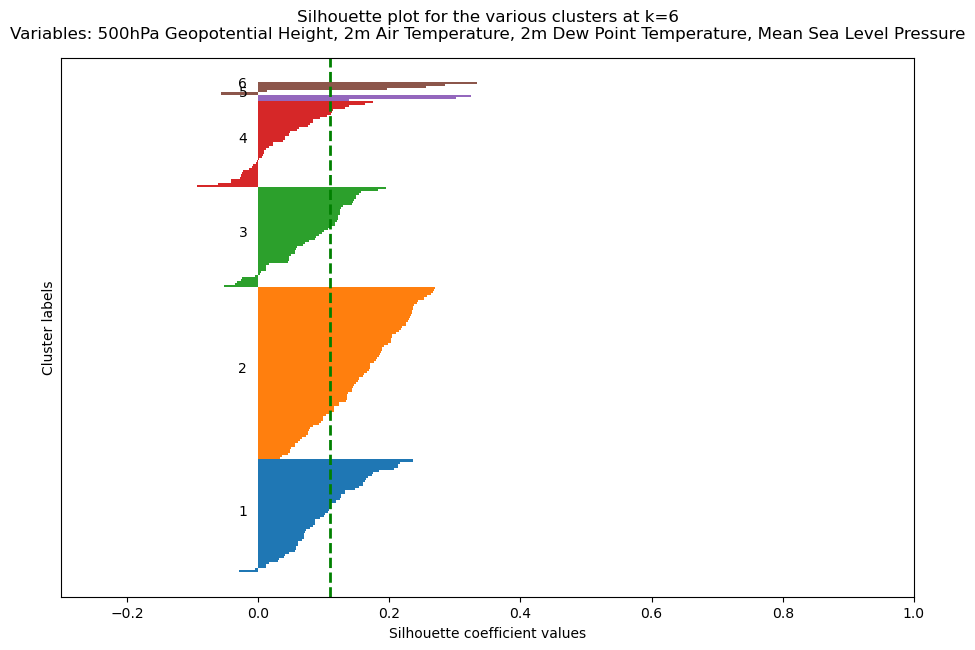 Silhouette plot for the various clusters at k=6
Variables: 500hPa Geopotential Height, 2m Air Temperature, 2m Dew Point Temperature, Mean Sea Level Pressure
6
5
4
3
2
1
Cluster labels
−0.2 0.0 0.2 0.4 0.6 0.8 1.0
Silhouette coefficient values